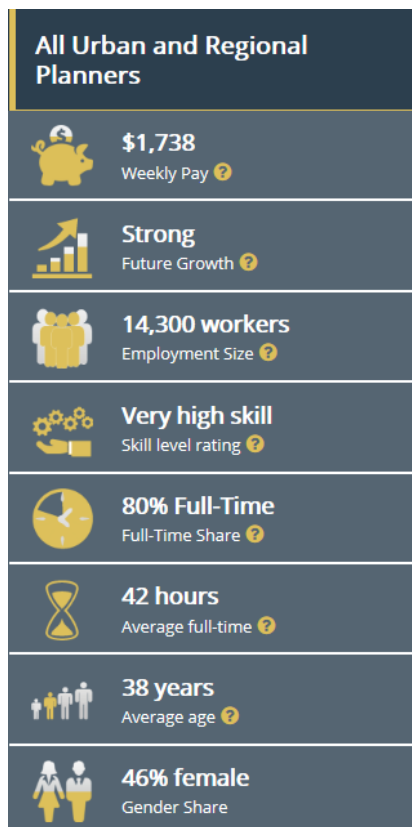 All Urban and Regional
Planners
$1,738
Weekly Pay ?
Strong
Future Growth ?
14,300 workers
Employment Size ?
Very high skill
Skill level rating ?
80% Full-Time
Full-Time Share ?
42 hours
Average full-time ?
38 years
Average age ?
46% female
Gender Share